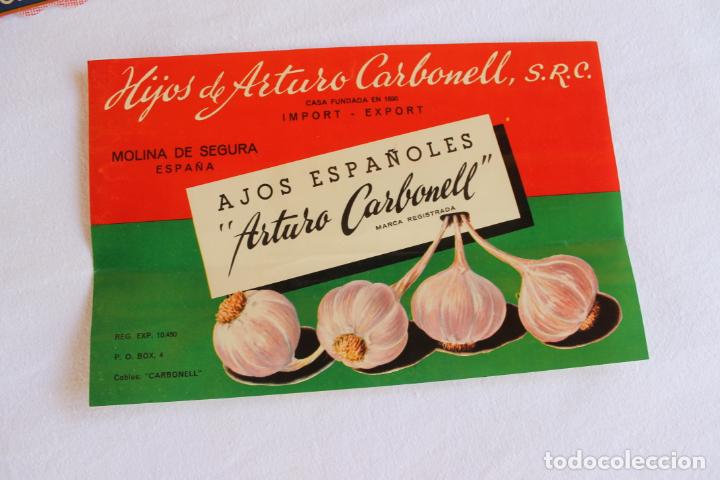 Hijos de Arturo Carbonell, S.R.C.
CASA FUNDADA EN 1890
IMPORT - EXPORT
MOLINA DE SEGURA
ESPAÑA
AJOS ESPAÑOLES
"Arturo Carbonell"
MARCA REGISTRADA
REG. EXP. 10.450
P. O. BOX, 4
Cables: "CARBONELL"
todocoleccion